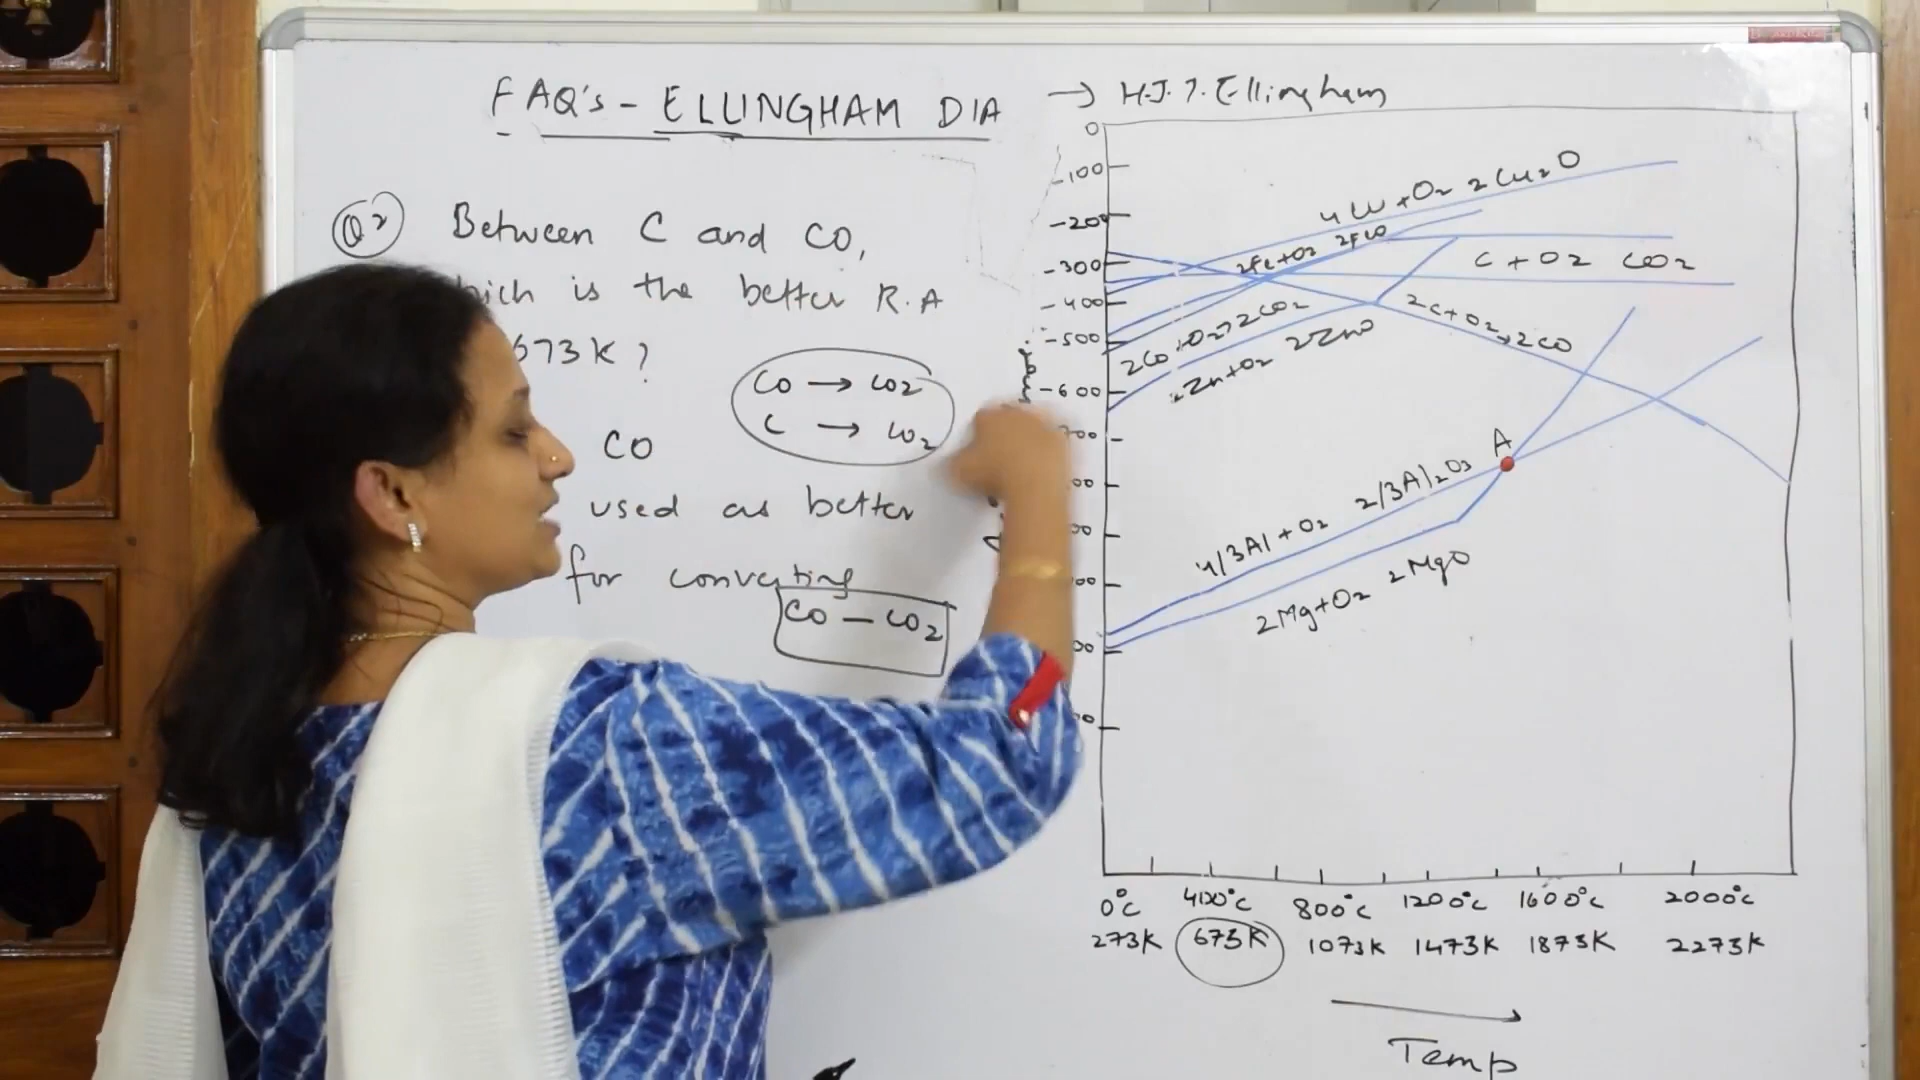 FAQ's - ELLINGHAM DIA
→ H.J.T. Ellingham
Q2 Between C and CO,
which is the better R.A
673K?
CO → CO2
C → CO2
CO
used as better
for converting
CO — CO2
0
-100
-200
-300
-400
-500
-600
700
4Cu + O2 2Cu2O
2Fe + O2 2FeO
C + O2 CO2
2CO + O2 → 2CO2
2C + O2 → 2CO
2Zn + O2 2ZnO
A
4/3Al + O2 2/3Al2O3
2Mg + O2 2MgO
0°C 400°C 800°C 1200°C 1600°C 2000°C
273K 673K 1073K 1473K 1873K 2273K
Temp